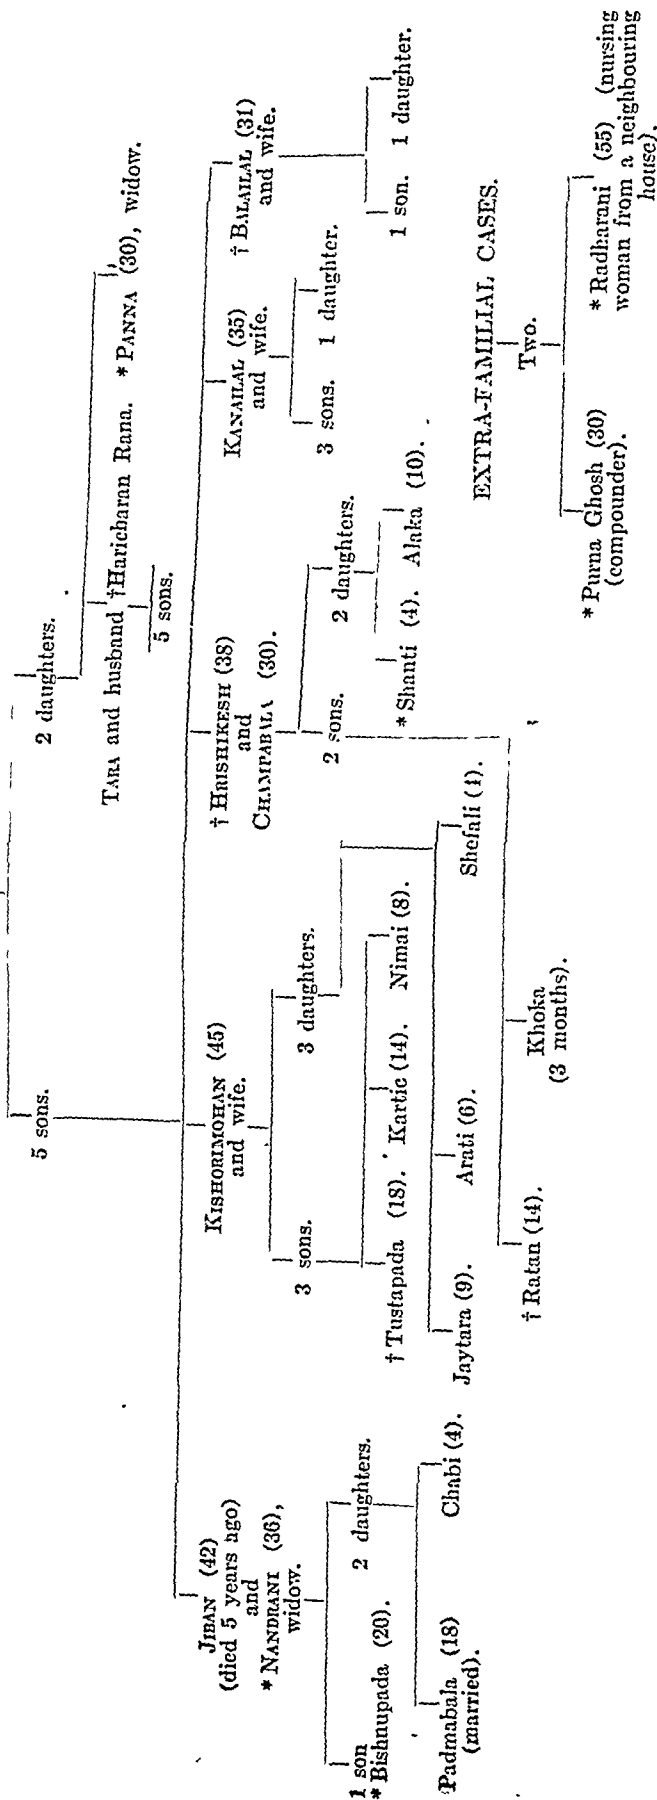 5 sons.
2 daughters.
TARA and husband †Haricharan Rana.
*PANNA (30), widow.
5 sons.
JIBAN (42)
(died 5 years ago)
and
*NANDRANI (36),
widow.
KISHORIMOHAN (45)
and wife.
†HRISHIKESH (38)
and
CHAMPABALA (30).
KANAILAL (35)
and wife.
†BALAILAL (31)
and wife.
1 son
*Bishnupada (20).
2 daughters.
Padmabala (18)
(married).
Chabi (4).
3 sons.
3 daughters.
†Tustapada (18). Kartic (14). Nimai (8).
Jaytara (9). Arati (6). Shefali (1).
2 sons.
2 daughters.
*Shanti (4). Alaka (10).
†Ratan (14).
Khoka
(3 months).
3 sons. 1 daughter.
1 son. 1 daughter.
EXTRA-FAMILIAL CASES.
Two.
*Purna Ghosh (30)
(compounder).
*Radharani (55) (nursing
woman from a neighbouring
house).